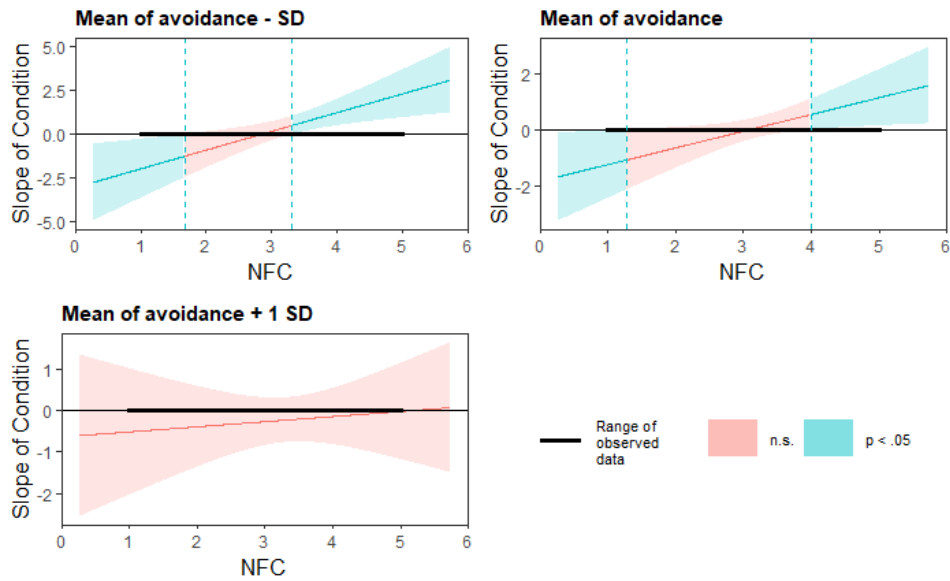 Mean of avoidance - SD
5.0
2.5
0.0
-2.5
-5.0
Slope of Condition
0 1 2 3 4 5 6
NFC
Mean of avoidance
2
0
-2
Slope of Condition
0 1 2 3 4 5 6
NFC
Mean of avoidance + 1 SD
1
0
-1
-2
Slope of Condition
0 1 2 3 4 5 6
NFC
Range of
observed
data
n.s.
p < .05